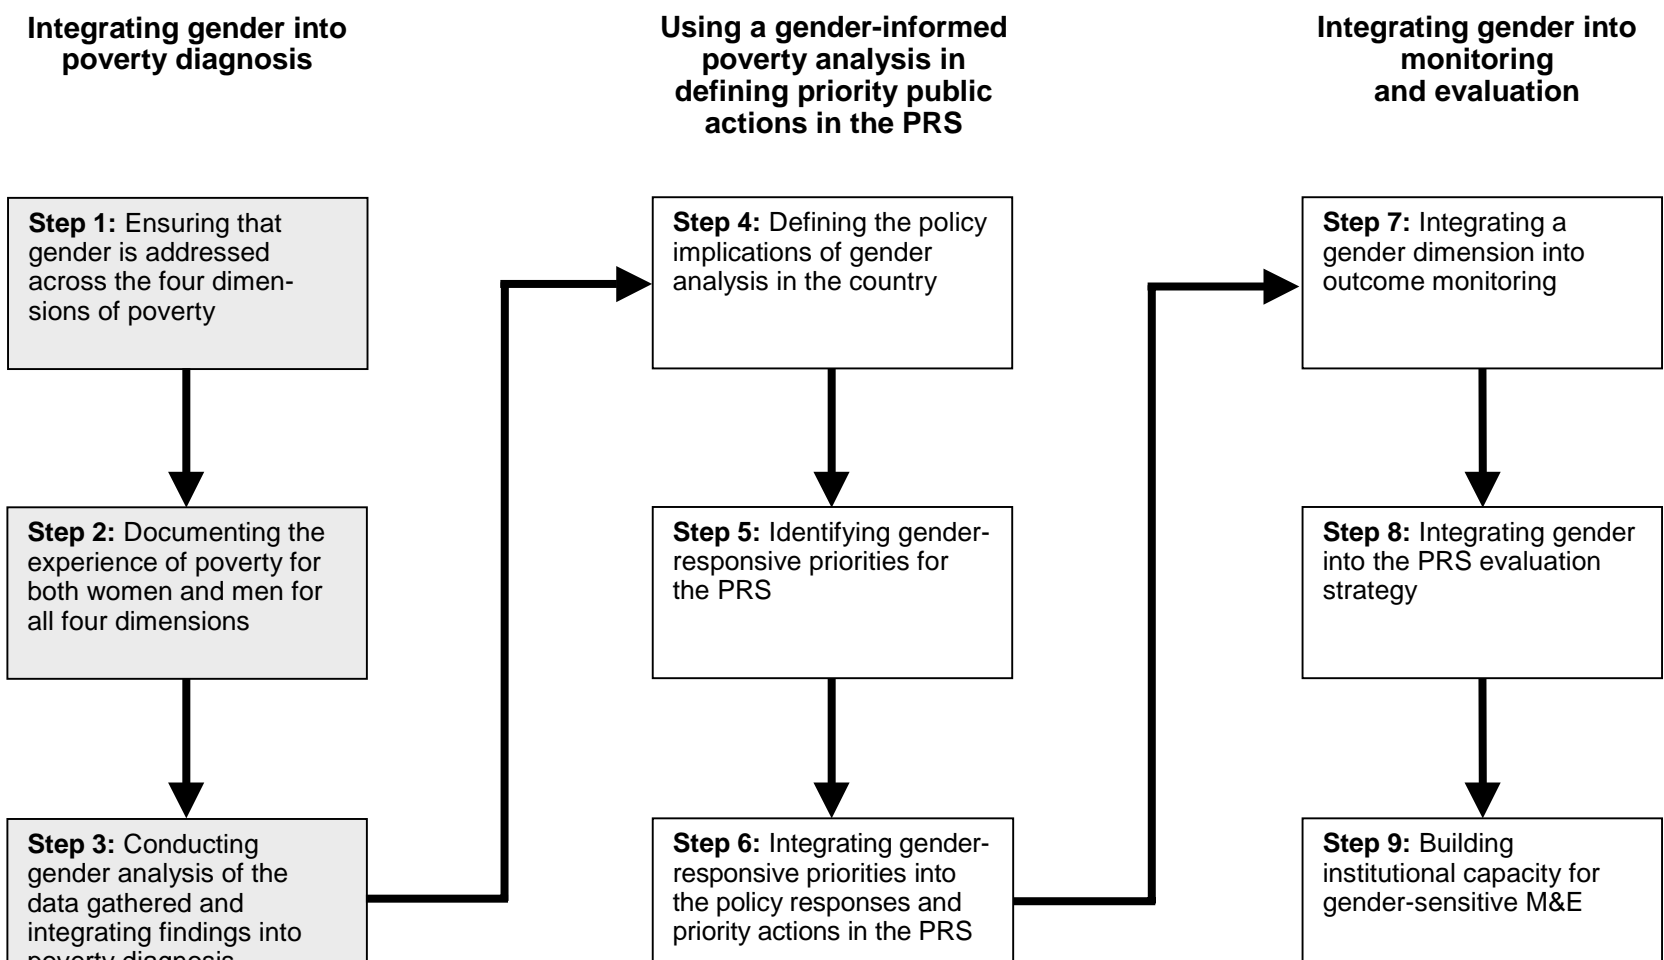 Integrating gender into
poverty diagnosis
Using a gender-informed
poverty analysis in
defining priority public
actions in the PRS
Integrating gender into
monitoring
and evaluation
Step 1: Ensuring that
gender is addressed
across the four dimen-
sions of poverty
Step 2: Documenting the
experience of poverty for
both women and men for
all four dimensions
Step 3: Conducting
gender analysis of the
data gathered and
integrating findings into
poverty diagnosis
Step 4: Defining the policy
implications of gender
analysis in the country
Step 5: Identifying gender-
responsive priorities for
the PRS
Step 6: Integrating gender-
responsive priorities into
the policy responses and
priority actions in the PRS
Step 7: Integrating a
gender dimension into
outcome monitoring
Step 8: Integrating gender
into the PRS evaluation
strategy
Step 9: Building
institutional capacity for
gender-sensitive M&E